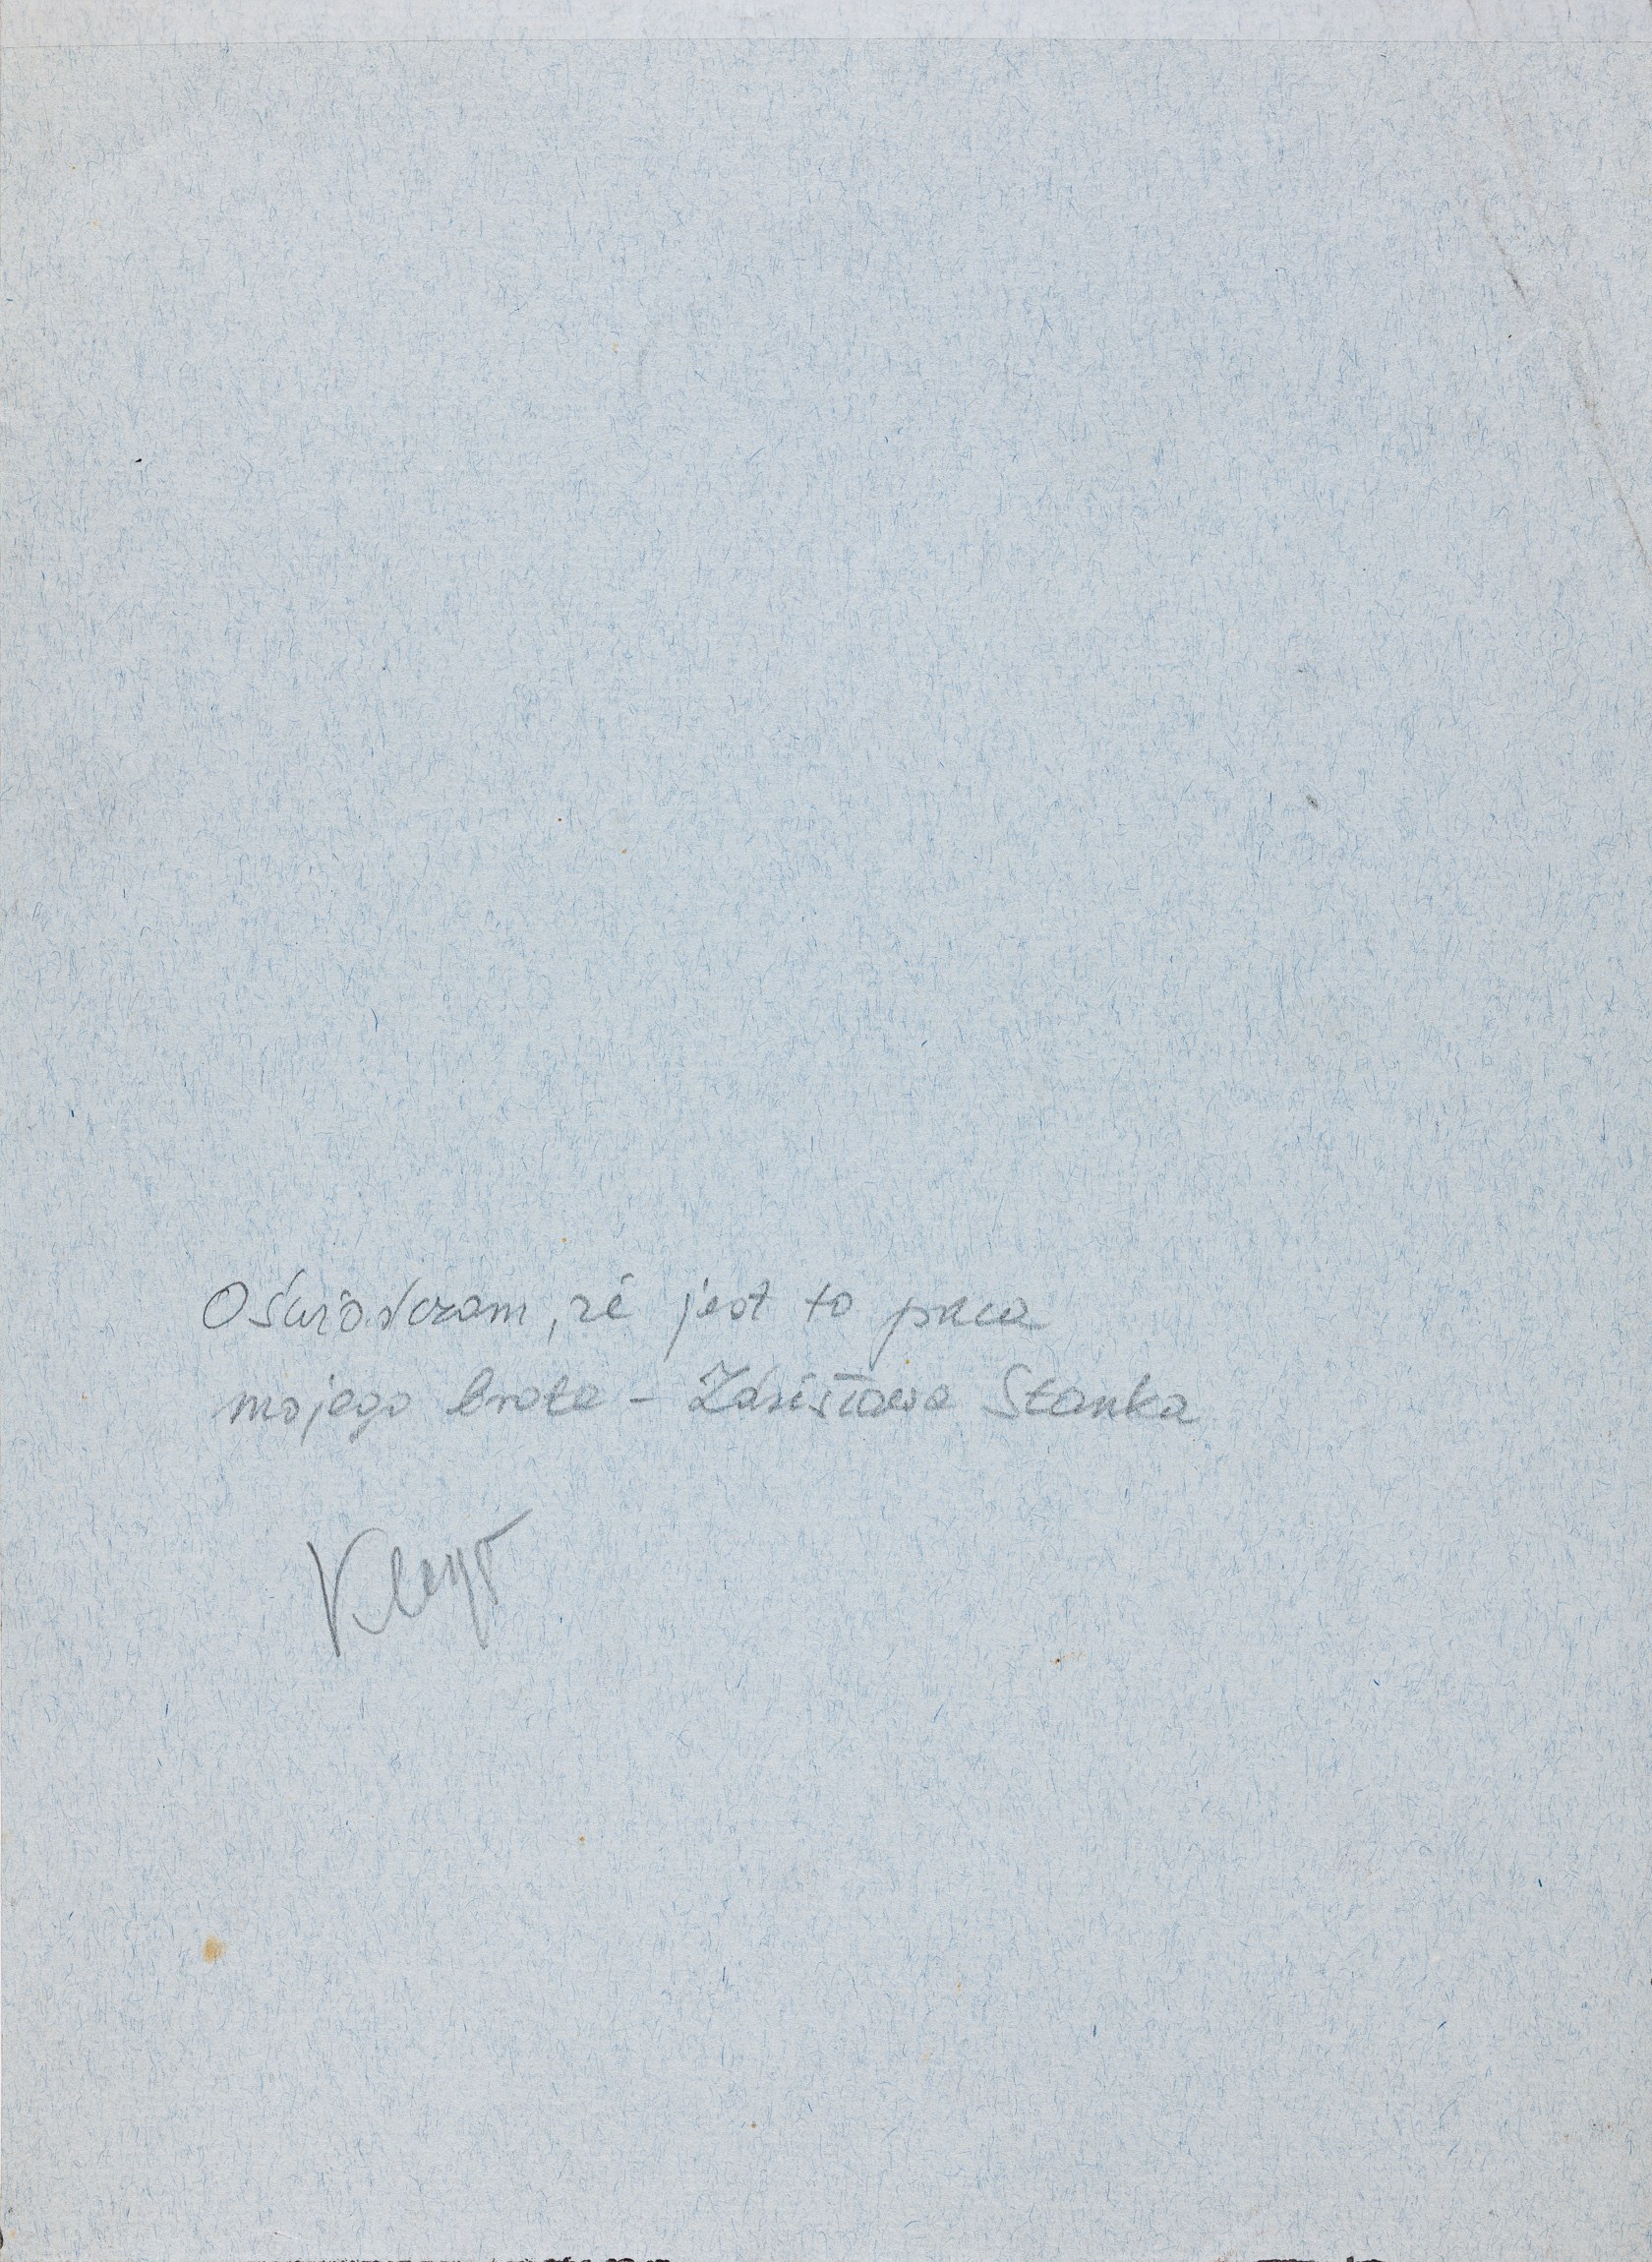 Oświadczam, że jest to praca
mojego brata – Zdzisława Stanka